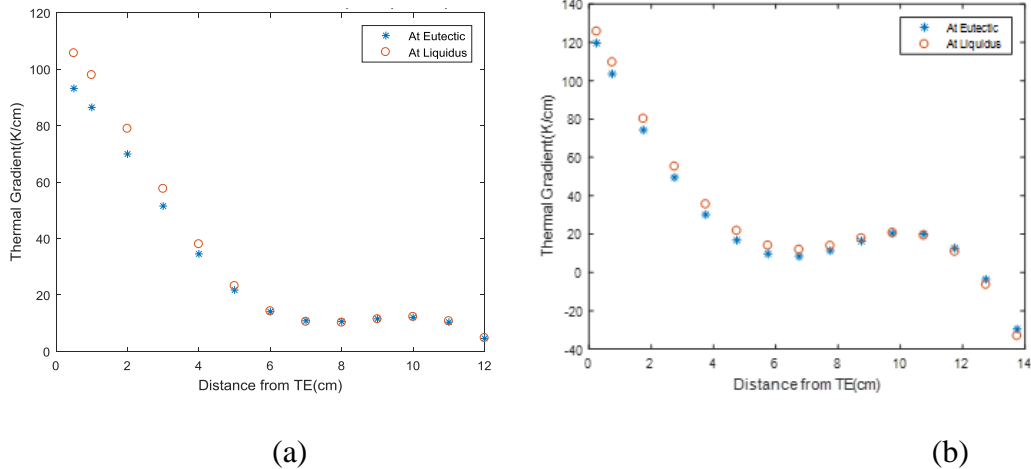 120
100
80
60
40
20
0
Thermal Gradient(K/cm)
At Eutectic
At Liquidus
0 2 4 6 8 10 12
Distance from TE(cm)
(a)
140
120
100
80
60
40
20
0
-20
-40
Thermal Gradient(K/cm)
At Eutectic
At Liquidus
0 2 4 6 8 10 12 14
Distance from TE(cm)
(b)